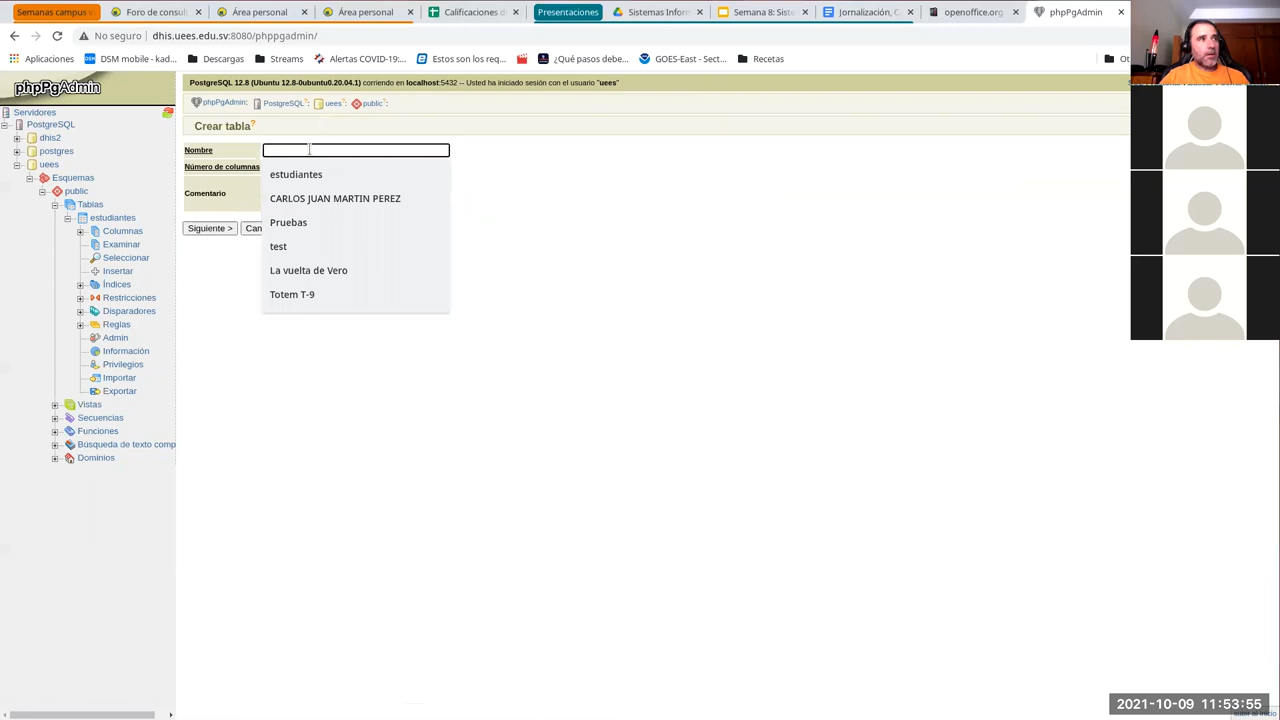 Semanas campus v
Foro de consul
Área personal
Área personal
Calificaciones d
Presentaciones
Sistemas Inform
Semana 8: Siste
Jornalización, C
openoffice.org
phpPgAdmin
No seguro
dhis.uees.edu.sv:8080/phppgadmin/
Aplicaciones
DSM mobile - kad...
Descargas
Streams
Alertas COVID-19:...
Estos son los req...
¿Qué pasos debe...
GOES-East - Sect...
Recetas
phpPgAdmin
PostgreSQL 12.8 (Ubuntu 12.8-0ubuntu0.20.04.1) corriendo en localhost:5432 -- Usted ha iniciado sesión con el usuario "uees"
phpPgAdmin:
PostgreSQL?:
uees?:
public?:
Crear tabla?
Nombre
Número de columnas
Comentario
Siguiente >
estudiantes
CARLOS JUAN MARTIN PEREZ
Pruebas
test
La vuelta de Vero
Totem T-9
Servidores
PostgreSQL
dhis2
postgres
uees
Esquemas
public
Tablas
estudiantes
Columnas
Examinar
Seleccionar
Insertar
Índices
Restricciones
Disparadores
Reglas
Admin
Información
Privilegios
Importar
Exportar
Vistas
Secuencias
Funciones
Búsqueda de texto comp
Dominios
2021-10-09 11:53:55